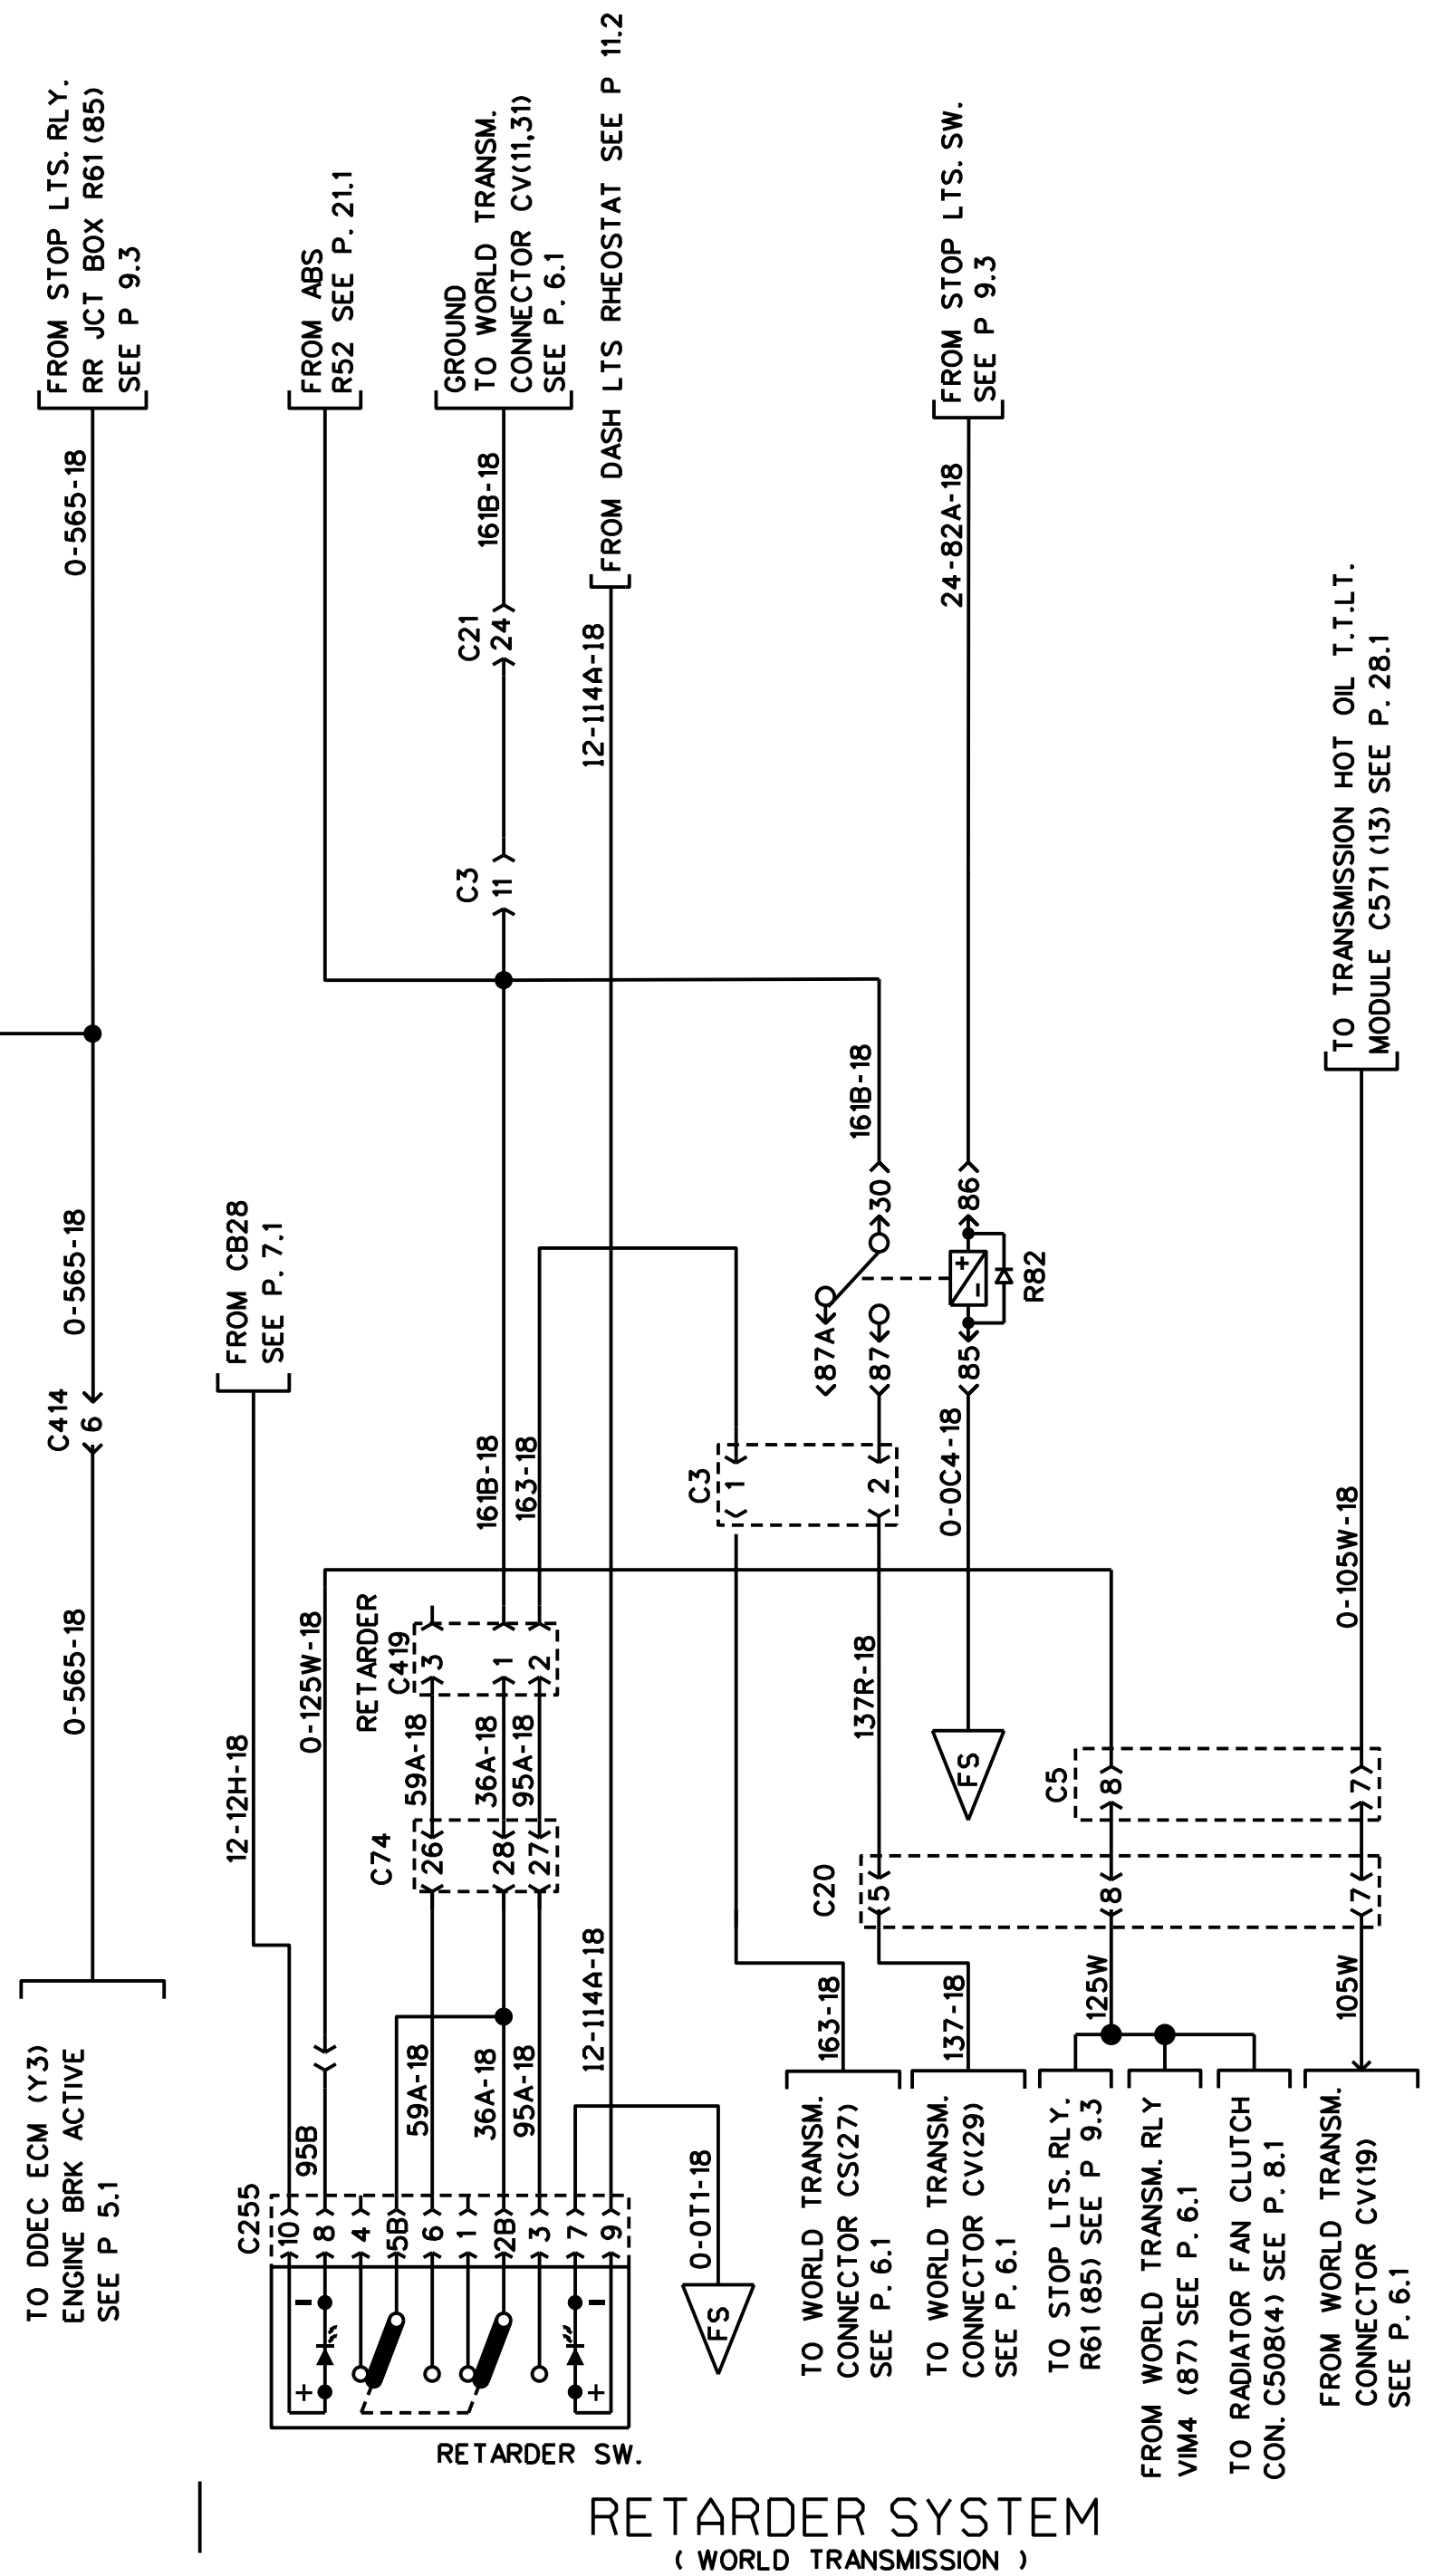 FROM STOP LTS. RLY.
RR JCT BOX R61 (85)
SEE P 9.3
0-565-18
0-565-18
C414
6
0-565-18
TO DDEC ECM (Y3)
ENGINE BRK ACTIVE
SEE P 5.1
FROM ABS
R52 SEE P. 21.1
GROUND
TO WORLD TRANSM.
CONNECTOR CV(11,31)
SEE P. 6.1
161B-18
C21
24
C3
11
FROM DASH LTS RHEOSTAT SEE P 11.2
12-114A-18
FROM STOP LTS. SW.
SEE P 9.3
24-82A-18
TO TRANSMISSION HOT OIL T.T.LT.
MODULE C571 (13) SEE P. 28.1
FROM CB28
SEE P. 7.1
12-12H-18
161B-18
30
86
87A
87
85
R82
161B-18
163-18
C3
1
2
0-0C4-18
FS
0-105W-18
0-125W-18
RETARDER
C419
3
1
2
59A-18
36A-18
95A-18
C74
26
28
27
137R-18
C5
8
7
C20
5
8
7
12-114A-18
95B
59A-18
36A-18
95A-18
163-18
137-18
125W
105W
C255
10
8
4
5B
6
1
2B
3
7
9
0-0T1-18
FS
RETARDER SW.
TO WORLD TRANSM.
CONNECTOR CS(27)
SEE P. 6.1
TO WORLD TRANSM.
CONNECTOR CV(29)
SEE P. 6.1
TO STOP LTS. RLY.
R61 (85) SEE P 9.3
FROM WORLD TRANSM. RLY
VIM4 (87) SEE P. 6.1
TO RADIATOR FAN CLUTCH
CON. C508(4) SEE P. 8.1
FROM WORLD TRANSM.
CONNECTOR CV(19)
SEE P. 6.1
RETARDER SYSTEM
( WORLD TRANSMISSION )